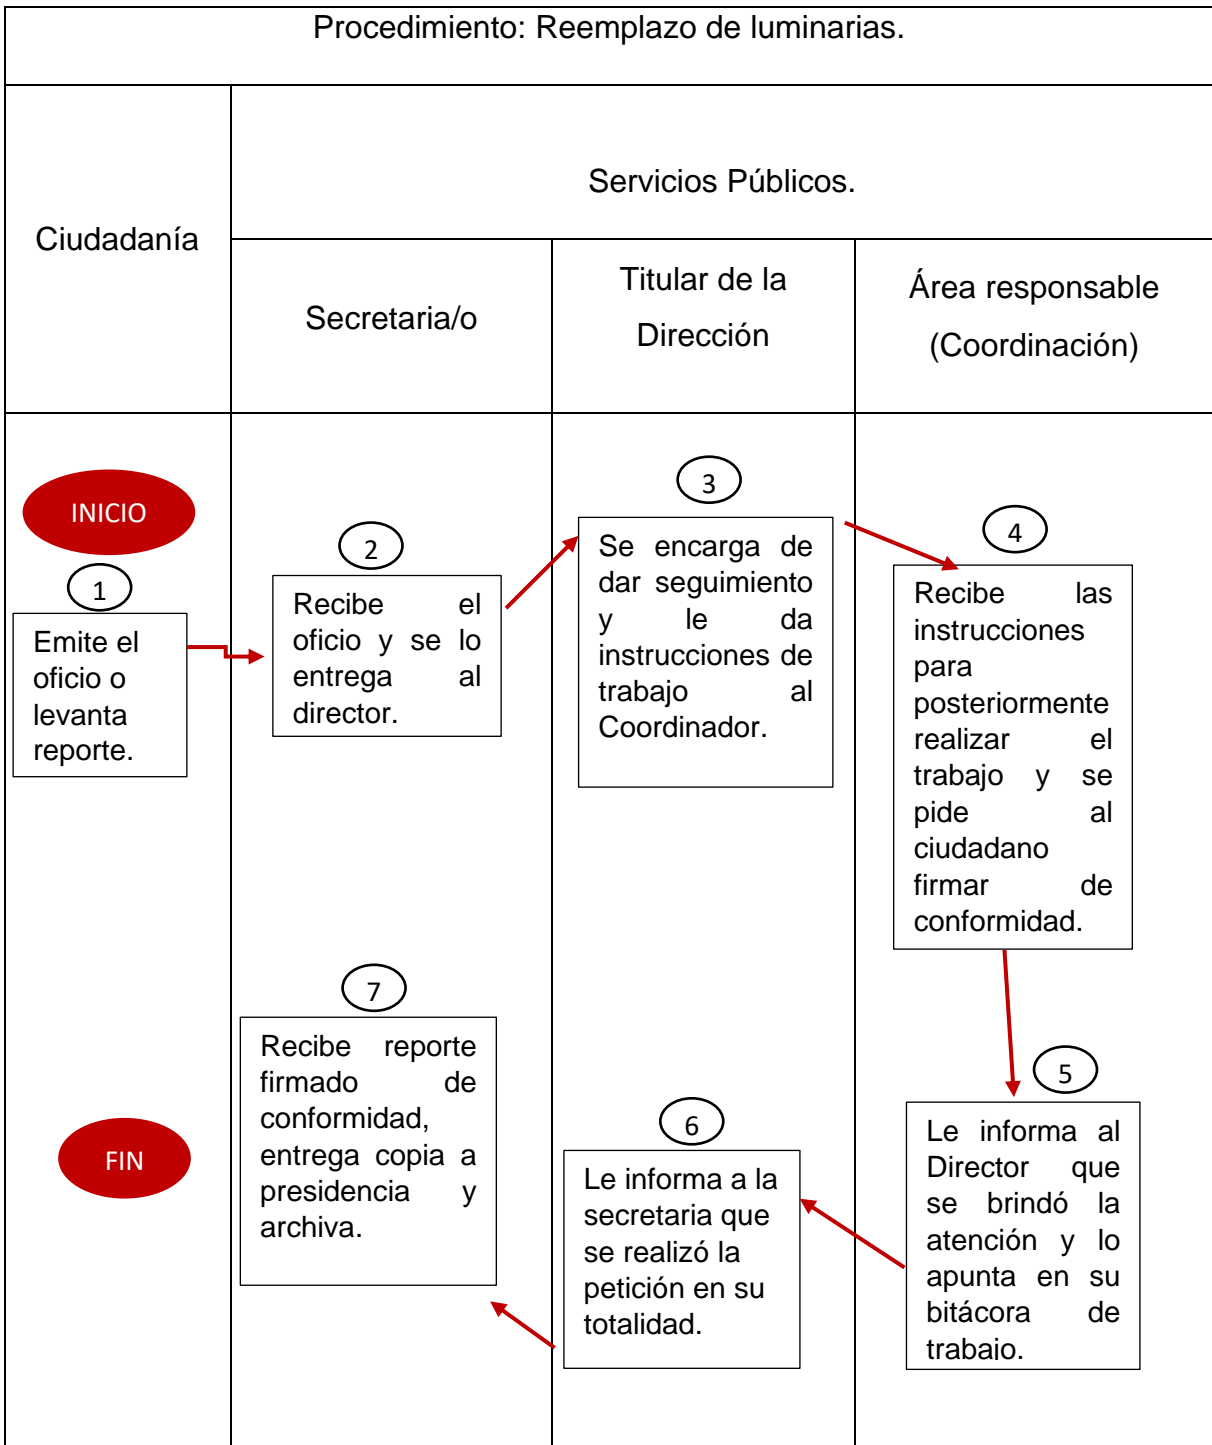 Procedimiento: Reemplazo de luminarias.
Ciudadanía
Servicios Públicos.
Secretaria/o
Titular de la
Dirección
Área responsable
(Coordinación)
INICIO
1
Emite el
oficio o
levanta
reporte.
2
Recibe el
oficio y se lo
entrega al
director.
3
Se encarga de
dar seguimiento
y le da
instrucciones de
trabajo al
Coordinador.
4
Recibe las
instrucciones
para
posteriormente
realizar el
trabajo y se
pide al
ciudadano
firmar de
conformidad.
5
Le informa al
Director que
se brindó la
atención y lo
apunta en su
bitácora de
trabajo.
6
Le informa a la
secretaria que
se realizó la
petición en su
totalidad.
7
Recibe reporte
firmado de
conformidad,
entrega copia a
presidencia y
archiva.
FIN